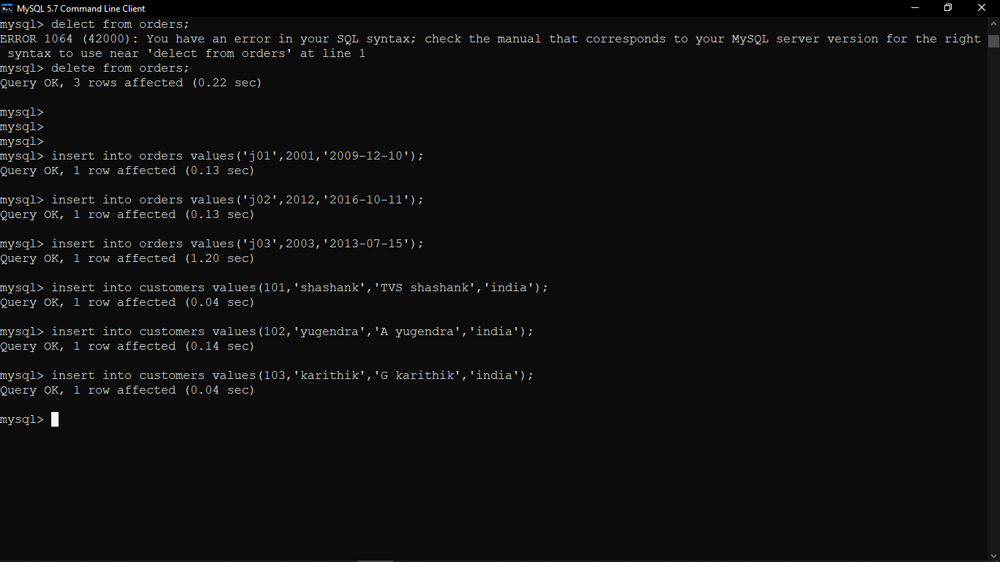 MySQL 5.7 Command Line Client
mysql> delect from orders;
ERROR 1064 (42000): You have an error in your SQL syntax; check the manual that corresponds to your MySQL server version for the right
 syntax to use near 'delect from orders' at line 1
mysql> delete from orders;
Query OK, 3 rows affected (0.22 sec)
mysql>
mysql>
mysql>
mysql> insert into orders values('j01',2001,'2009-12-10');
Query OK, 1 row affected (0.13 sec)
mysql> insert into orders values('j02',2012,'2016-10-11');
Query OK, 1 row affected (0.13 sec)
mysql> insert into orders values('j03',2003,'2013-07-15');
Query OK, 1 row affected (1.20 sec)
mysql> insert into customers values(101,'shashank','TVS shashank','india');
Query OK, 1 row affected (0.04 sec)
mysql> insert into customers values(102,'yugendra','A yugendra','india');
Query OK, 1 row affected (0.14 sec)
mysql> insert into customers values(103,'karithik','G karithik','india');
Query OK, 1 row affected (0.04 sec)
mysql>